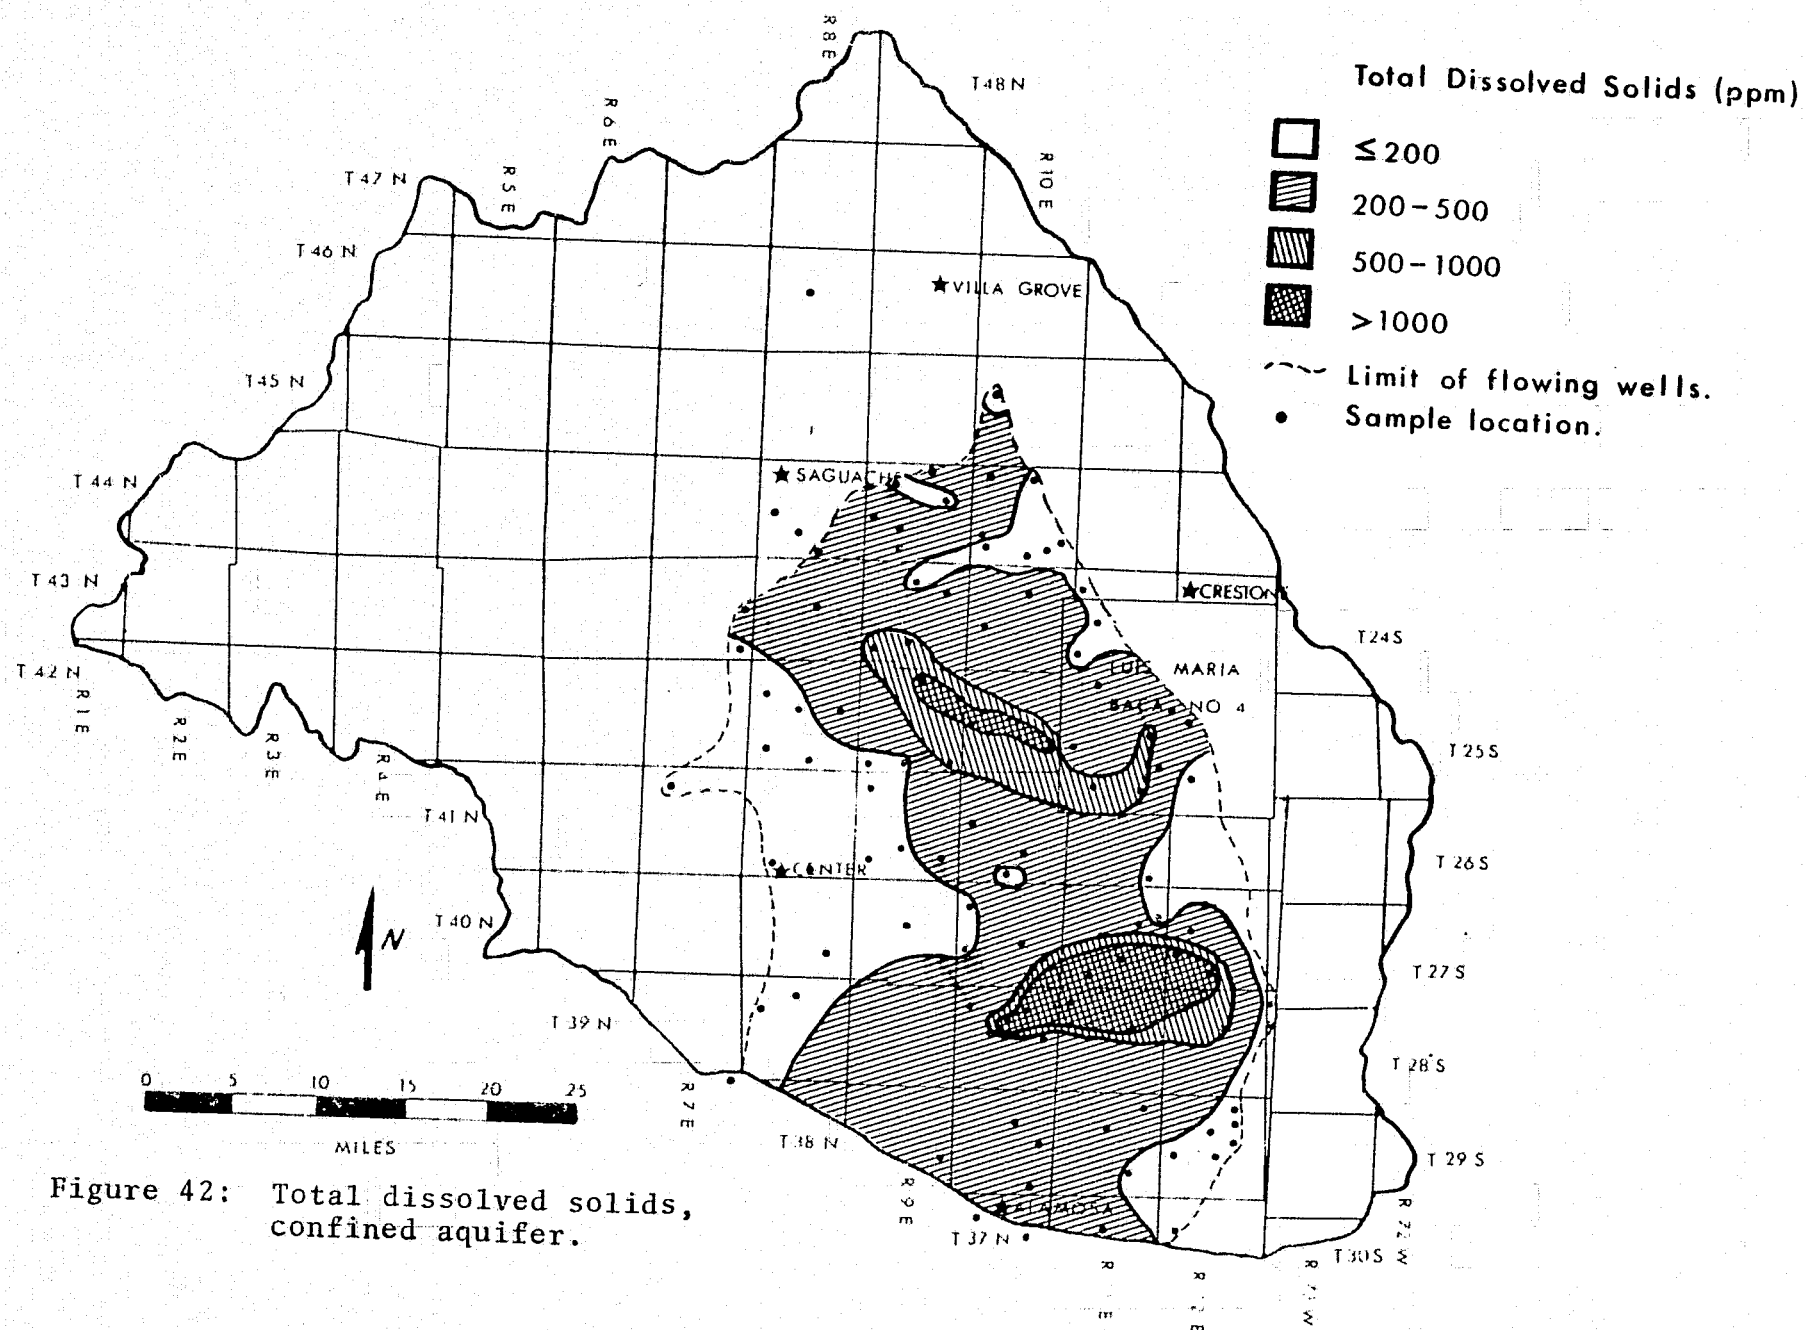 R8E
T48N
Total Dissolved Solids (ppm)
≤200
200-500
500-1000
>1000
Limit of flowing wells.
Sample location.
R6E
T47N
R5E
R10E
T46N
VILLA GROVE
T45N
SAGUACHE
T44N
T43N
CRESTONE
T24S
T42N
LUIS MARIA
BACA NO 4
R1E
R2E
R3E
R4E
T25S
T41N
CENTER
T26S
T40N
N
T27S
T39N
T28S
0 5 10 15 20 25
MILES
R7E
T38N
T29S
Figure 42: Total dissolved solids,
confined aquifer.
R9E
ALAMOSA
T37N
T30S